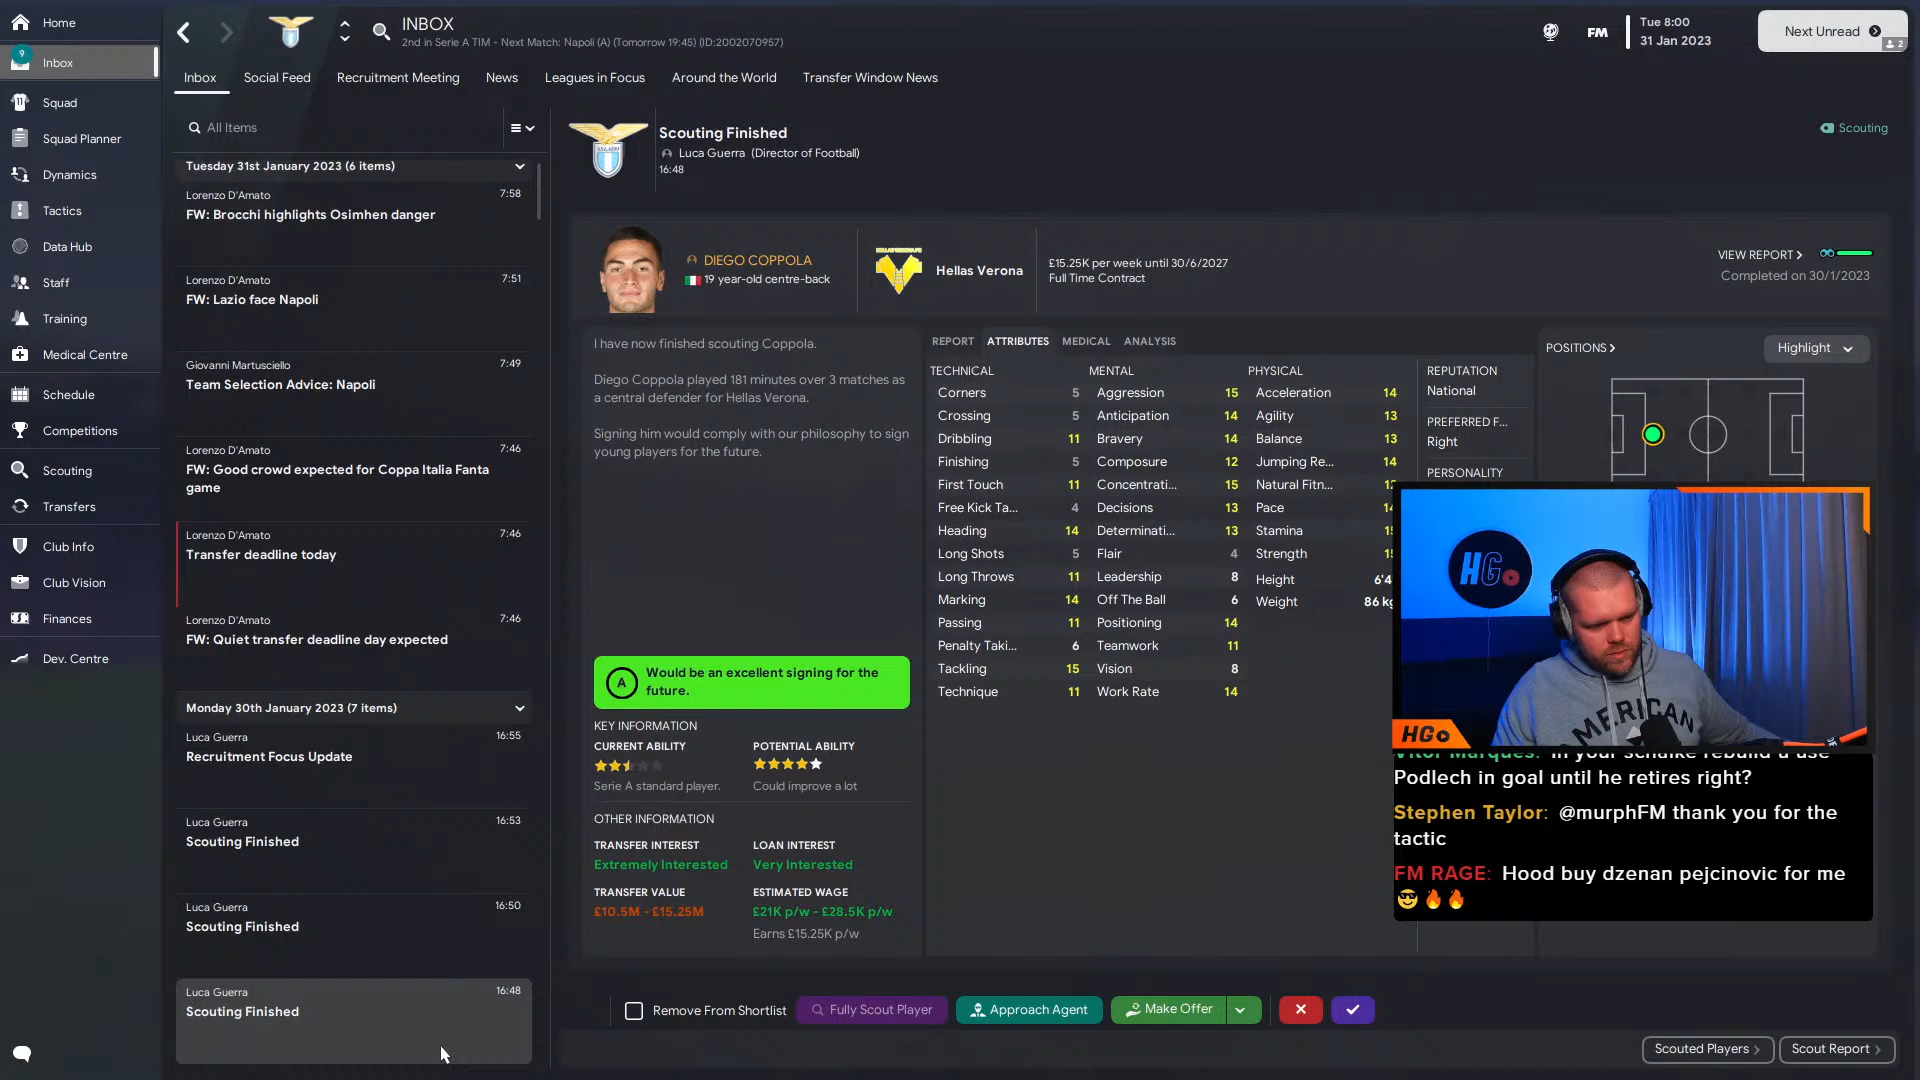 Home
INBOX
2nd in Serie A TIM - Next Match: Napoli (A) (Tomorrow 19:45) (ID:2002070957)
FM
Tue 8:00
31 Jan 2023
Next Unread
2
9
Inbox
Squad
Squad Planner
Dynamics
Tactics
Data Hub
Staff
Training
Medical Centre
Schedule
Competitions
Scouting
Transfers
Club Info
Club Vision
Finances
Dev. Centre
Inbox
Social Feed
Recruitment Meeting
News
Leagues in Focus
Around the World
Transfer Window News
All Items
Tuesday 31st January 2023 (6 items)
Lorenzo D'Amato 7:58
FW: Brocchi highlights Osimhen danger
Lorenzo D'Amato 7:51
FW: Lazio face Napoli
Giovanni Martusciello 7:49
Team Selection Advice: Napoli
Lorenzo D'Amato 7:46
FW: Good crowd expected for Coppa Italia Fanta
game
Lorenzo D'Amato 7:46
Transfer deadline today
Lorenzo D'Amato 7:46
FW: Quiet transfer deadline day expected
Monday 30th January 2023 (7 items)
Luca Guerra 16:55
Recruitment Focus Update
Luca Guerra 16:53
Scouting Finished
Luca Guerra 16:50
Scouting Finished
Luca Guerra 16:48
Scouting Finished
Scouting Finished
Luca Guerra (Director of Football)
16:48
Scouting
DIEGO COPPOLA
19 year-old centre-back
Hellas Verona
£15.25K per week until 30/6/2027
Full Time Contract
VIEW REPORT
Completed on 30/1/2023
I have now finished scouting Coppola.
Diego Coppola played 181 minutes over 3 matches as
a central defender for Hellas Verona.
Signing him would comply with our philosophy to sign
young players for the future.
A
Would be an excellent signing for the
future.
KEY INFORMATION
CURRENT ABILITY POTENTIAL ABILITY
Serie A standard player. Could improve a lot
OTHER INFORMATION
TRANSFER INTEREST LOAN INTEREST
Extremely Interested Very Interested
TRANSFER VALUE ESTIMATED WAGE
£10.5M - £15.25M £21K p/w - £28.5K p/w
Earns £15.25K p/w
REPORT ATTRIBUTES MEDICAL ANALYSIS
TECHNICAL MENTAL PHYSICAL
Corners 5 Aggression 15 Acceleration 14
Crossing 5 Anticipation 14 Agility 13
Dribbling 11 Bravery 14 Balance 13
Finishing 5 Composure 12 Jumping Re... 14
First Touch 11 Concentrati... 15 Natural Fitn...
Free Kick Ta... 4 Decisions 13 Pace
Heading 14 Determinati... 13 Stamina
Long Shots 5 Flair 4 Strength
Long Throws 11 Leadership 8 Height 6'4
Marking 14 Off The Ball 6 Weight 86 kg
Passing 11 Positioning 14
Penalty Taki... 6 Teamwork 11
Tackling 15 Vision 8
Technique 11 Work Rate 14
REPUTATION
National
PREFERRED F...
Right
PERSONALITY
POSITIONS
Highlight
HG
MERICAN
HG
Vitor Marques: In your schalke rebuild u use
Podlech in goal until he retires right?
Stephen Taylor: @murphFM thank you for the
tactic
FM RAGE: Hood buy dzenan pejcinovic for me
😎🔥🔥
Remove From Shortlist
Fully Scout Player
Approach Agent
Make Offer
Scouted Players
Scout Report